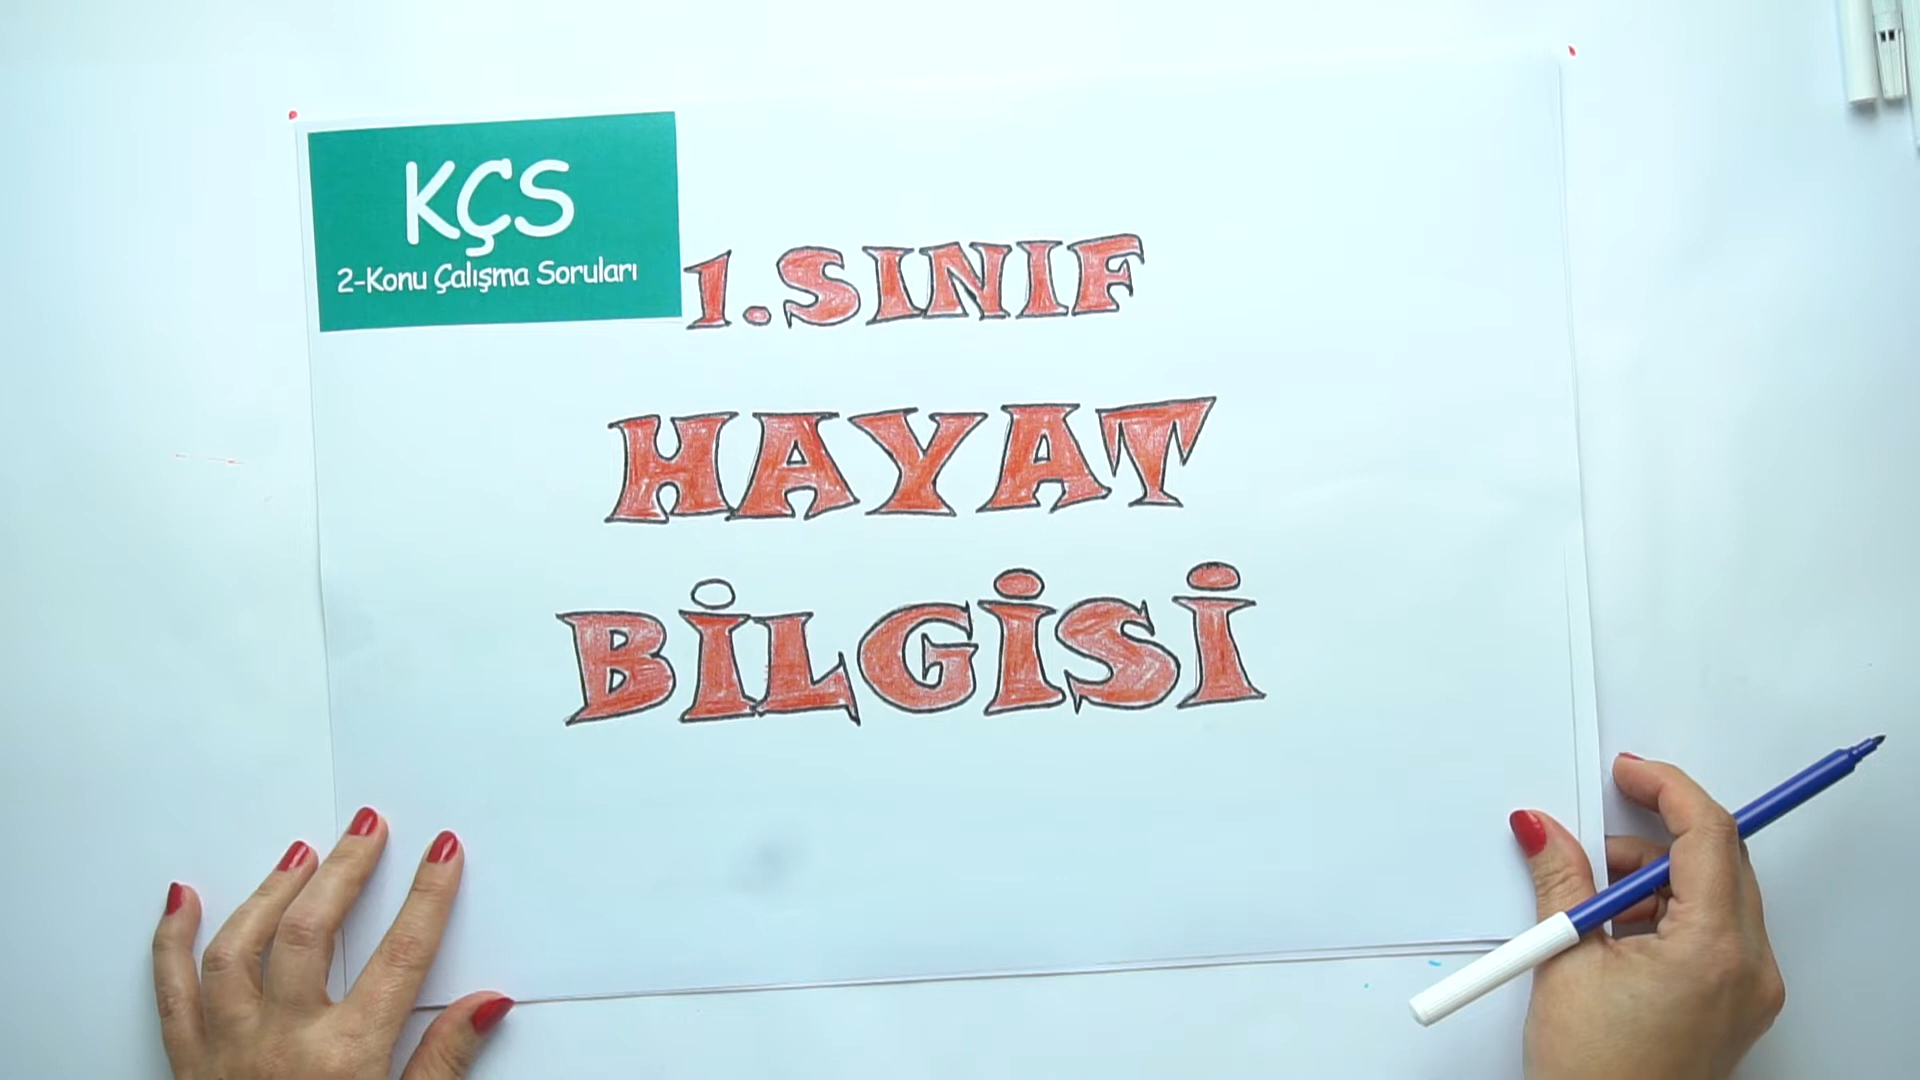 KÇS
2-Konu Çalışma Soruları
1.SINIF
HAYAT
BİLGİSİ